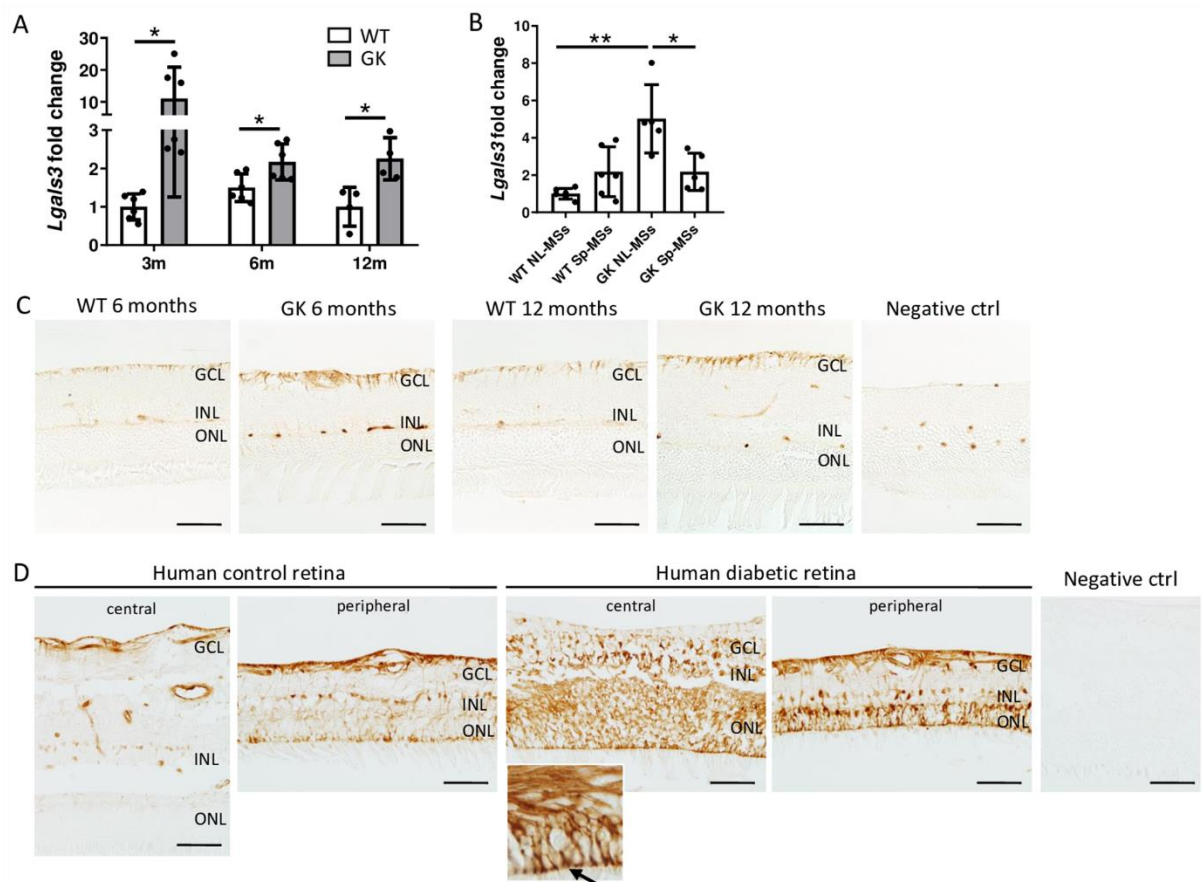 A
Lgals3 fold change
30
20
10
3
2
1
0
*
*
*
WT
GK
3m
6m
12m
B
Lgals3 fold change
10
8
6
4
2
0
**
*
WT NL-MSs
WT Sp-MSs
GK NL-MSs
GK Sp-MSs
C
WT 6 months
GCL
INL
ONL
GK 6 months
GCL
INL
ONL
WT 12 months
GCL
INL
ONL
GK 12 months
GCL
INL
ONL
Negative ctrl
D
Human control retina
central
GCL
INL
ONL
peripheral
GCL
INL
ONL
Human diabetic retina
central
GCL
INL
ONL
peripheral
GCL
INL
ONL
Negative ctrl